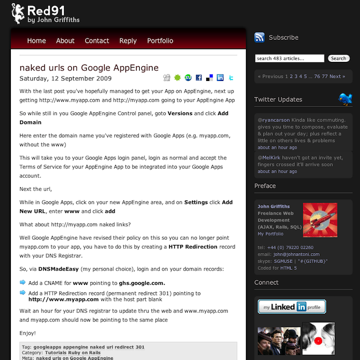 Red91
by John Griffiths
Home About Contact Reply Portfolio
Subscribe
search 483 articles... Search
« Previous 1 2 3 4 5 .. 76 77 Next »
naked urls on Google AppEngine
Saturday, 12 September 2009
With the last post you've hopefully managed to get your App on AppEngine, next up
getting http://www.myapp.com and http://myapp.com going to your AppEngine App
So while still in you Google AppEngine Control panel, goto Versions and click Add
Domain
Here enter the domain name you've registered with Google Apps (e.g. myapp.com,
without the www)
This will take you to your Google Apps login panel, login as normal and accept the
Terms of Service for your AppEngine App to be integrated into your Google Apps
account.
Next the url,
While in Google Apps, click on your new AppEngine area, and on Settings click Add
New URL, enter www and click add
What about http://myapp.com naked links?
Well Google AppEngine have revised their policy on this so you can no longer point
myapp.com to your app, you have to do this by creating a HTTP Redirection record
with your DNS Registrar.
So, via DNSMadeEasy (my personal choice), login and on your domain records:
Add a CNAME for www pointing to ghs.google.com.
Add a HTTP Redirect record (permanent redirect 301) pointing to
http://www.myapp.com with the host part blank
Wait an hour for your DNS registrar to update thru the web and www.myapp.com
and myapp.com should now be pointing to the same place
Enjoy!
Tag: googleapps appengine naked url redirect 301
Category: Tutorials Ruby on Rails
Meta: naked urls on Google AppEngine
Twitter Updates
@ryancarson Kinda like commuting,
gives you time to compose, evaluate
& plan out your day; plus reflect a
little on others lives & problems
about an hour ago
@MsiKirk haven't got an invite yet,
fingers crossed it'll arrive soon
about an hour ago
Preface
John Griffiths
Freelance Web
Development
(AJAX, Rails, SQL)
My Portfolio
tel: +44 (0) 78220 02260
email: john@johnstoni.com
Coded to: HTML 5
Connect
My Linked in profile